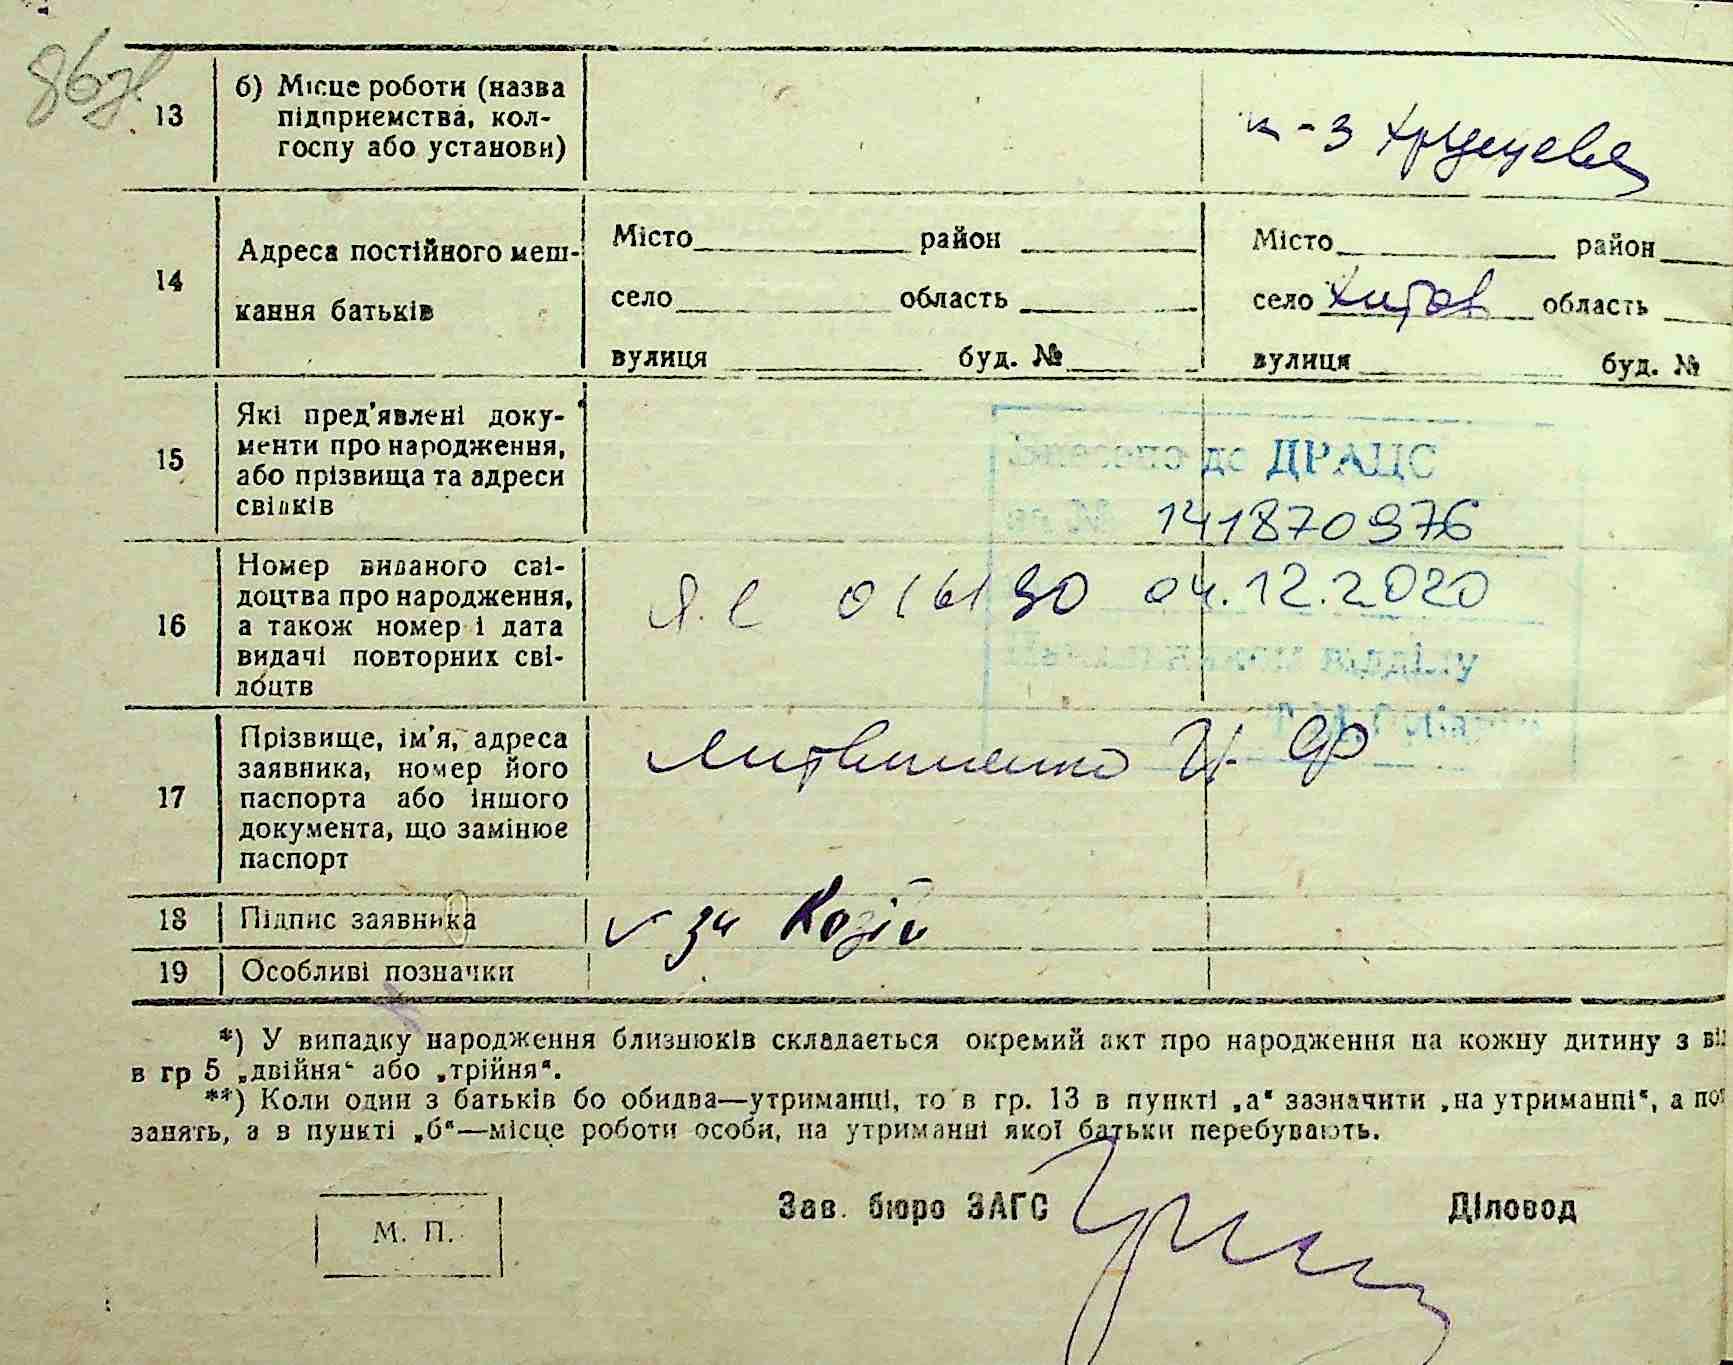 13
б) Місце роботи (назва
підприємства, кол-
госпу або установи)
к-з Хрущева
14
Адреса постійного меш-
кання батьків
Місто район
село область
вулиця буд. №
Місто район
село область
вулиця буд. №
15
Які пред'явлені доку-
менти про народження,
або прізвища та адреси
свідків
до ДРАЦС
141870976
16
Номер виданого сві-
доцтва про народження,
а також номер і дата
видачі повторних сві-
доцтв
04.12.2020
відділу
17
Прізвище, ім'я, адреса
заявника, номер його
паспорта або іншого
документа, що замінює
паспорт
Литвиненко
18
Підпис заявника
за Козій
19
Особливі позначки
*) У випадку народження близнюків складається окремий акт про народження на кожну дитину з
в гр 5 „двійня“ або „трійня“.
**) Коли один з батьків бо обидва—утриманці, то в гр. 13 в пункті „а“ зазначити „на утриманні“, а
занять, а в пункті „б“—місце роботи особи, на утриманні якої батьки перебувають.
М. П.
Зав. бюро ЗАГС
Діловод